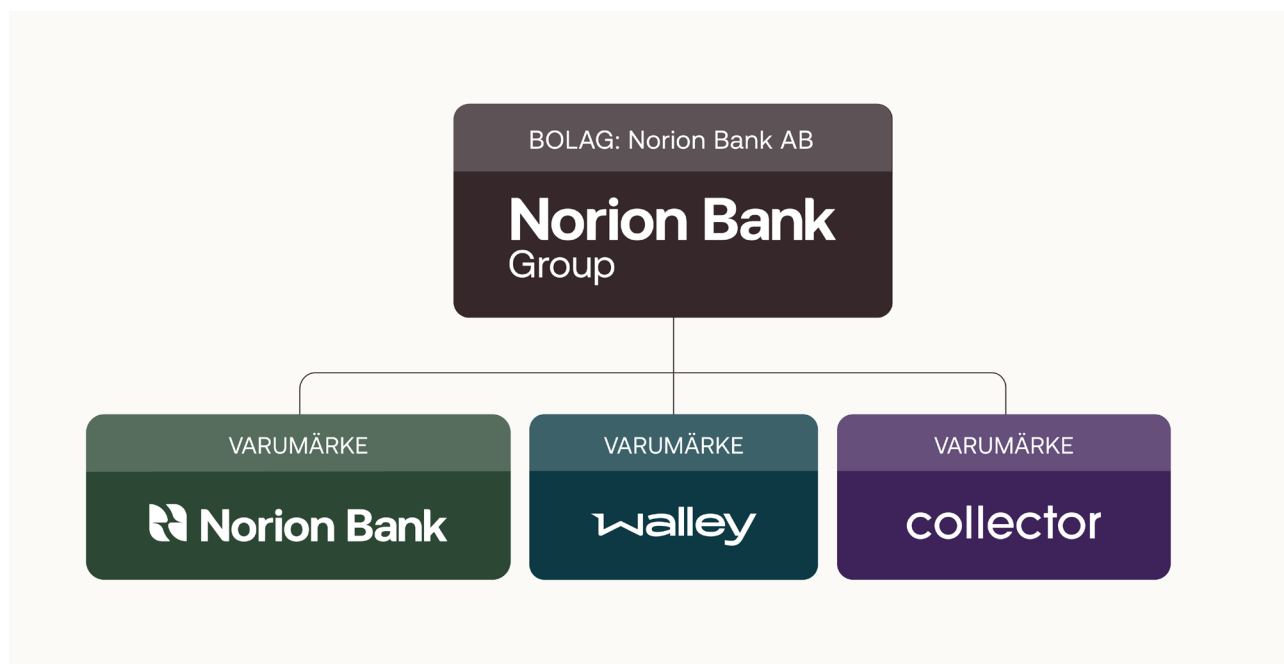 BOLAG: Norion Bank AB
Norion Bank
Group
VARUMÄRKE
Norion Bank
VARUMÄRKE
walley
VARUMÄRKE
collector